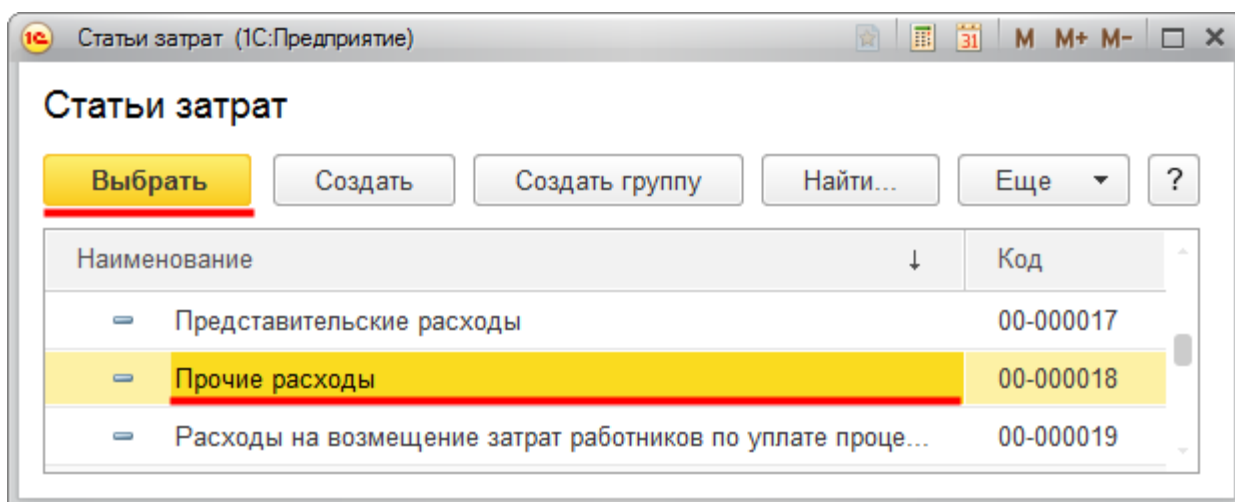 1С Статьи затрат (1С:Предприятие) 31 M M+ M-
Статьи затрат
Выбрать Создать Создать группу Найти... Еще ?
Наименование ↓ Код
Представительские расходы 00-000017
Прочие расходы 00-000018
Расходы на возмещение затрат работников по уплате проце... 00-000019